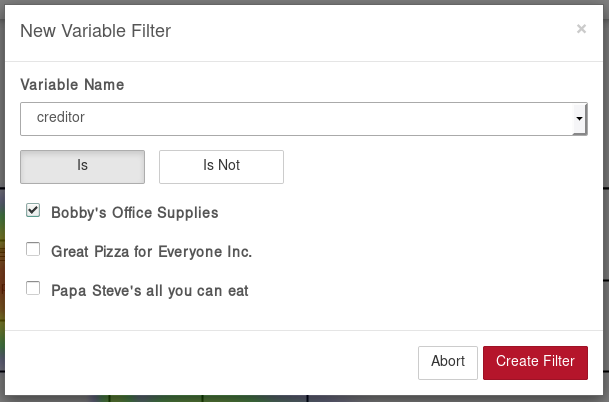 New Variable Filter
×
Variable Name
creditor
Is
Is Not
Bobby's Office Supplies
Great Pizza for Everyone Inc.
Papa Steve's all you can eat
Abort
Create Filter